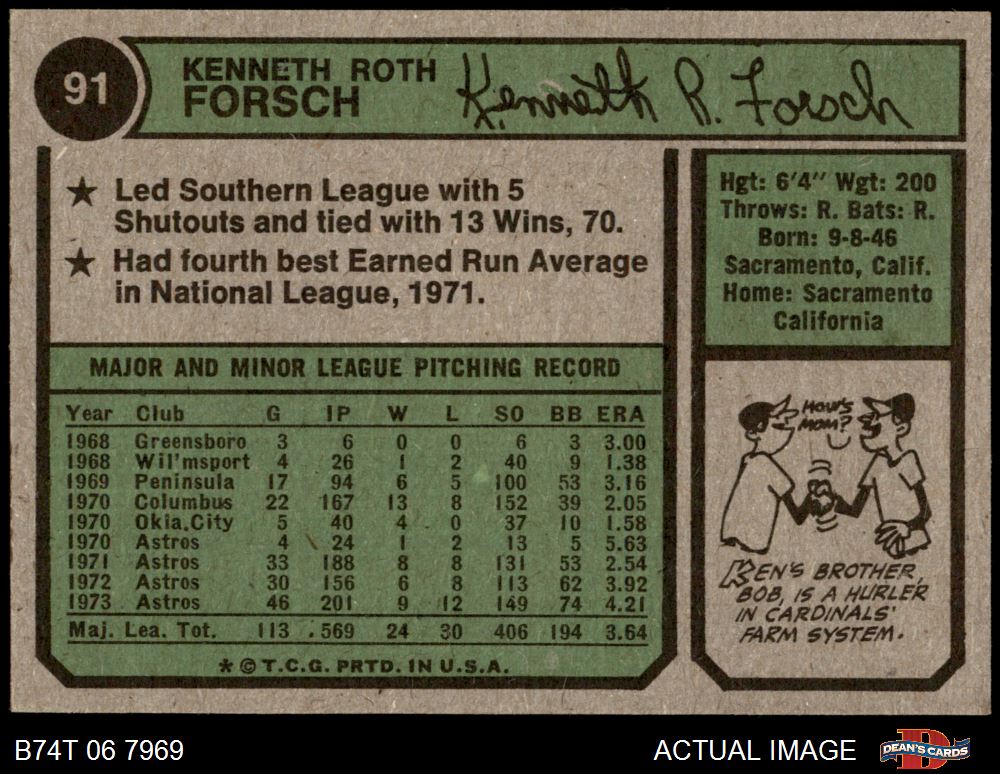 91
KENNETH ROTH
FORSCH
Kenneth R. Forsch
★ Led Southern League with 5
Shutouts and tied with 13 Wins, 70.
★ Had fourth best Earned Run Average
in National League, 1971.
Hgt: 6'4" Wgt: 200
Throws: R. Bats: R.
Born: 9-8-46
Sacramento, Calif.
Home: Sacramento
California
MAJOR AND MINOR LEAGUE PITCHING RECORD
Year Club G IP W L SO BB ERA
1968 Greensboro 3 6 0 0 6 3 3.00
1968 Wil'msport 4 26 1 2 40 9 1.38
1969 Peninsula 17 94 6 5 100 53 3.16
1970 Columbus 22 167 13 8 152 39 2.05
1970 Okla.City 5 40 4 0 37 10 1.58
1970 Astros 4 24 1 2 13 5 5.63
1971 Astros 33 188 8 8 131 53 2.54
1972 Astros 30 156 6 8 113 62 3.92
1973 Astros 46 201 9 12 149 74 4.21
Maj. Lea. Tot. 113 569 24 30 406 194 3.64
* © T.C.G. PRTD. IN U.S.A.
HOW'S
MOM?
KEN'S BROTHER,
BOB, IS A HURLER
IN CARDINALS'
FARM SYSTEM.
B74T 06 7969
ACTUAL IMAGE
DEAN'S CARDS